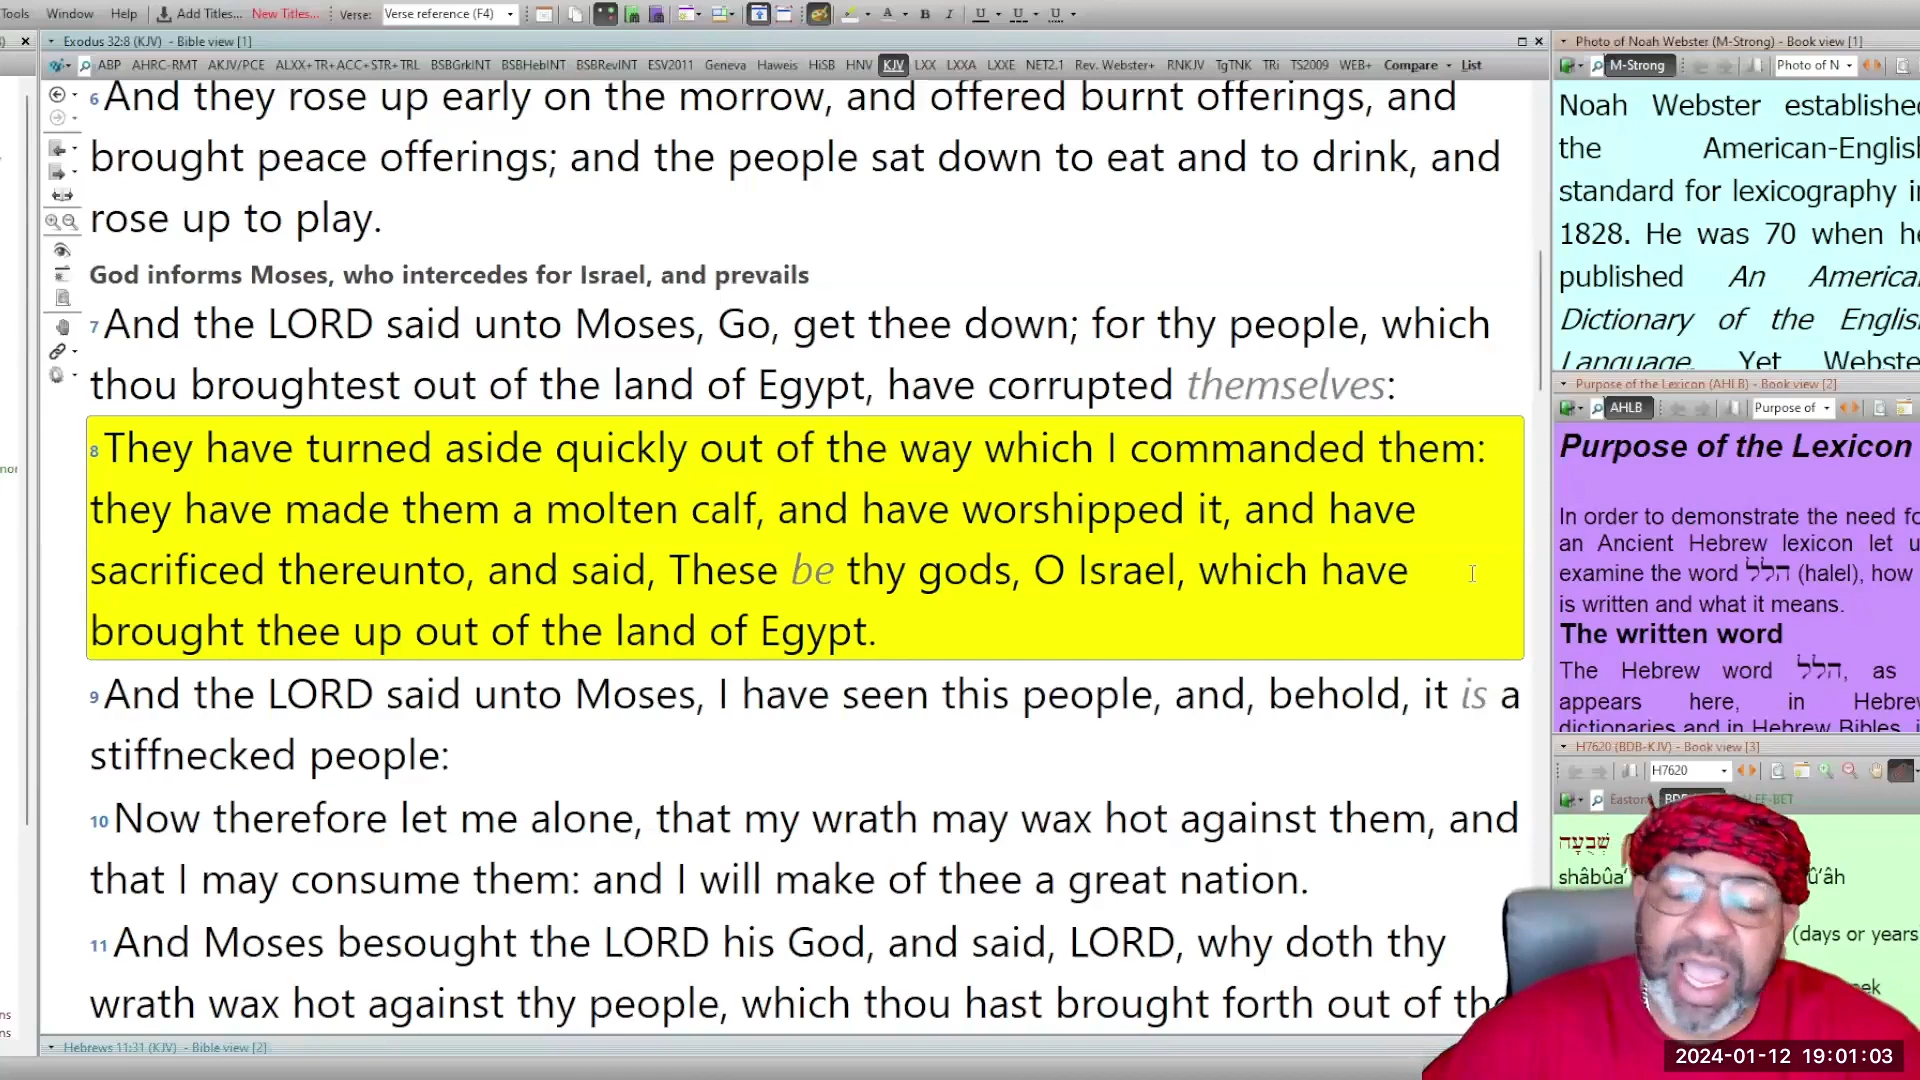 Tools Window Help Add Titles... New Titles... Verse: Verse reference (F4)
Exodus 32:8 (KJV) - Bible view [1]
ABP AHRC-RMT AKJV/PCE ALXX+TR+ACC+STR+TRL BSBGrkINT BSBHebINT BSBRevINT ESV2011 Geneva Haweis HiSB HNV KJV LXX LXXA LXXE NET2.1 Rev. Webster+ RNKJV TgTNK TRi TS2009 WEB+ Compare List
6 And they rose up early on the morrow, and offered burnt offerings, and
brought peace offerings; and the people sat down to eat and to drink, and
rose up to play.
God informs Moses, who intercedes for Israel, and prevails
7 And the LORD said unto Moses, Go, get thee down; for thy people, which
thou broughtest out of the land of Egypt, have corrupted themselves:
8 They have turned aside quickly out of the way which I commanded them:
they have made them a molten calf, and have worshipped it, and have
sacrificed thereunto, and said, These be thy gods, O Israel, which have
brought thee up out of the land of Egypt.
9 And the LORD said unto Moses, I have seen this people, and, behold, it is a
stiffnecked people:
10 Now therefore let me alone, that my wrath may wax hot against them, and
that I may consume them: and I will make of thee a great nation.
11 And Moses besought the LORD his God, and said, LORD, why doth thy
wrath wax hot against thy people, which thou hast brought forth out of the
Hebrews 11:31 (KJV) - Bible view [2]
Photo of Noah Webster (M-Strong) - Book view [1]
M-Strong Photo of N
Noah Webster established
the American-English
standard for lexicography in
1828. He was 70 when he
published An American
Dictionary of the English
Language. Yet Webster
Purpose of the Lexicon (AHLB) - Book view [2]
AHLB Purpose of
Purpose of the Lexicon
In order to demonstrate the need fo
an Ancient Hebrew lexicon let u
examine the word הלל (halel), how
is written and what it means.
The written word
The Hebrew word הלל, as
appears here, in Hebrew
dictionaries and in Hebrew Bibles, i
H7620 (BDB-KJV) - Book view [3]
H7620
Easton
שְׁבֻעָה
shâbûa‛ û‛âh
(days or years
2024-01-12 19:01:03